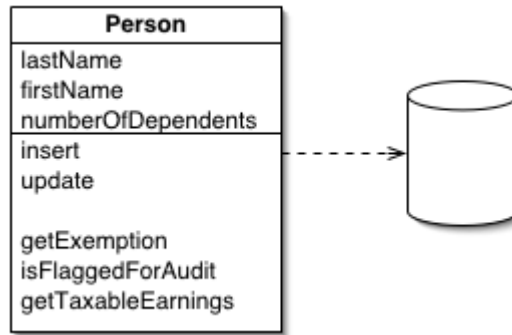 Person
lastName
firstName
numberOfDependents
insert
update
getExemption
isFlaggedForAudit
getTaxableEarnings